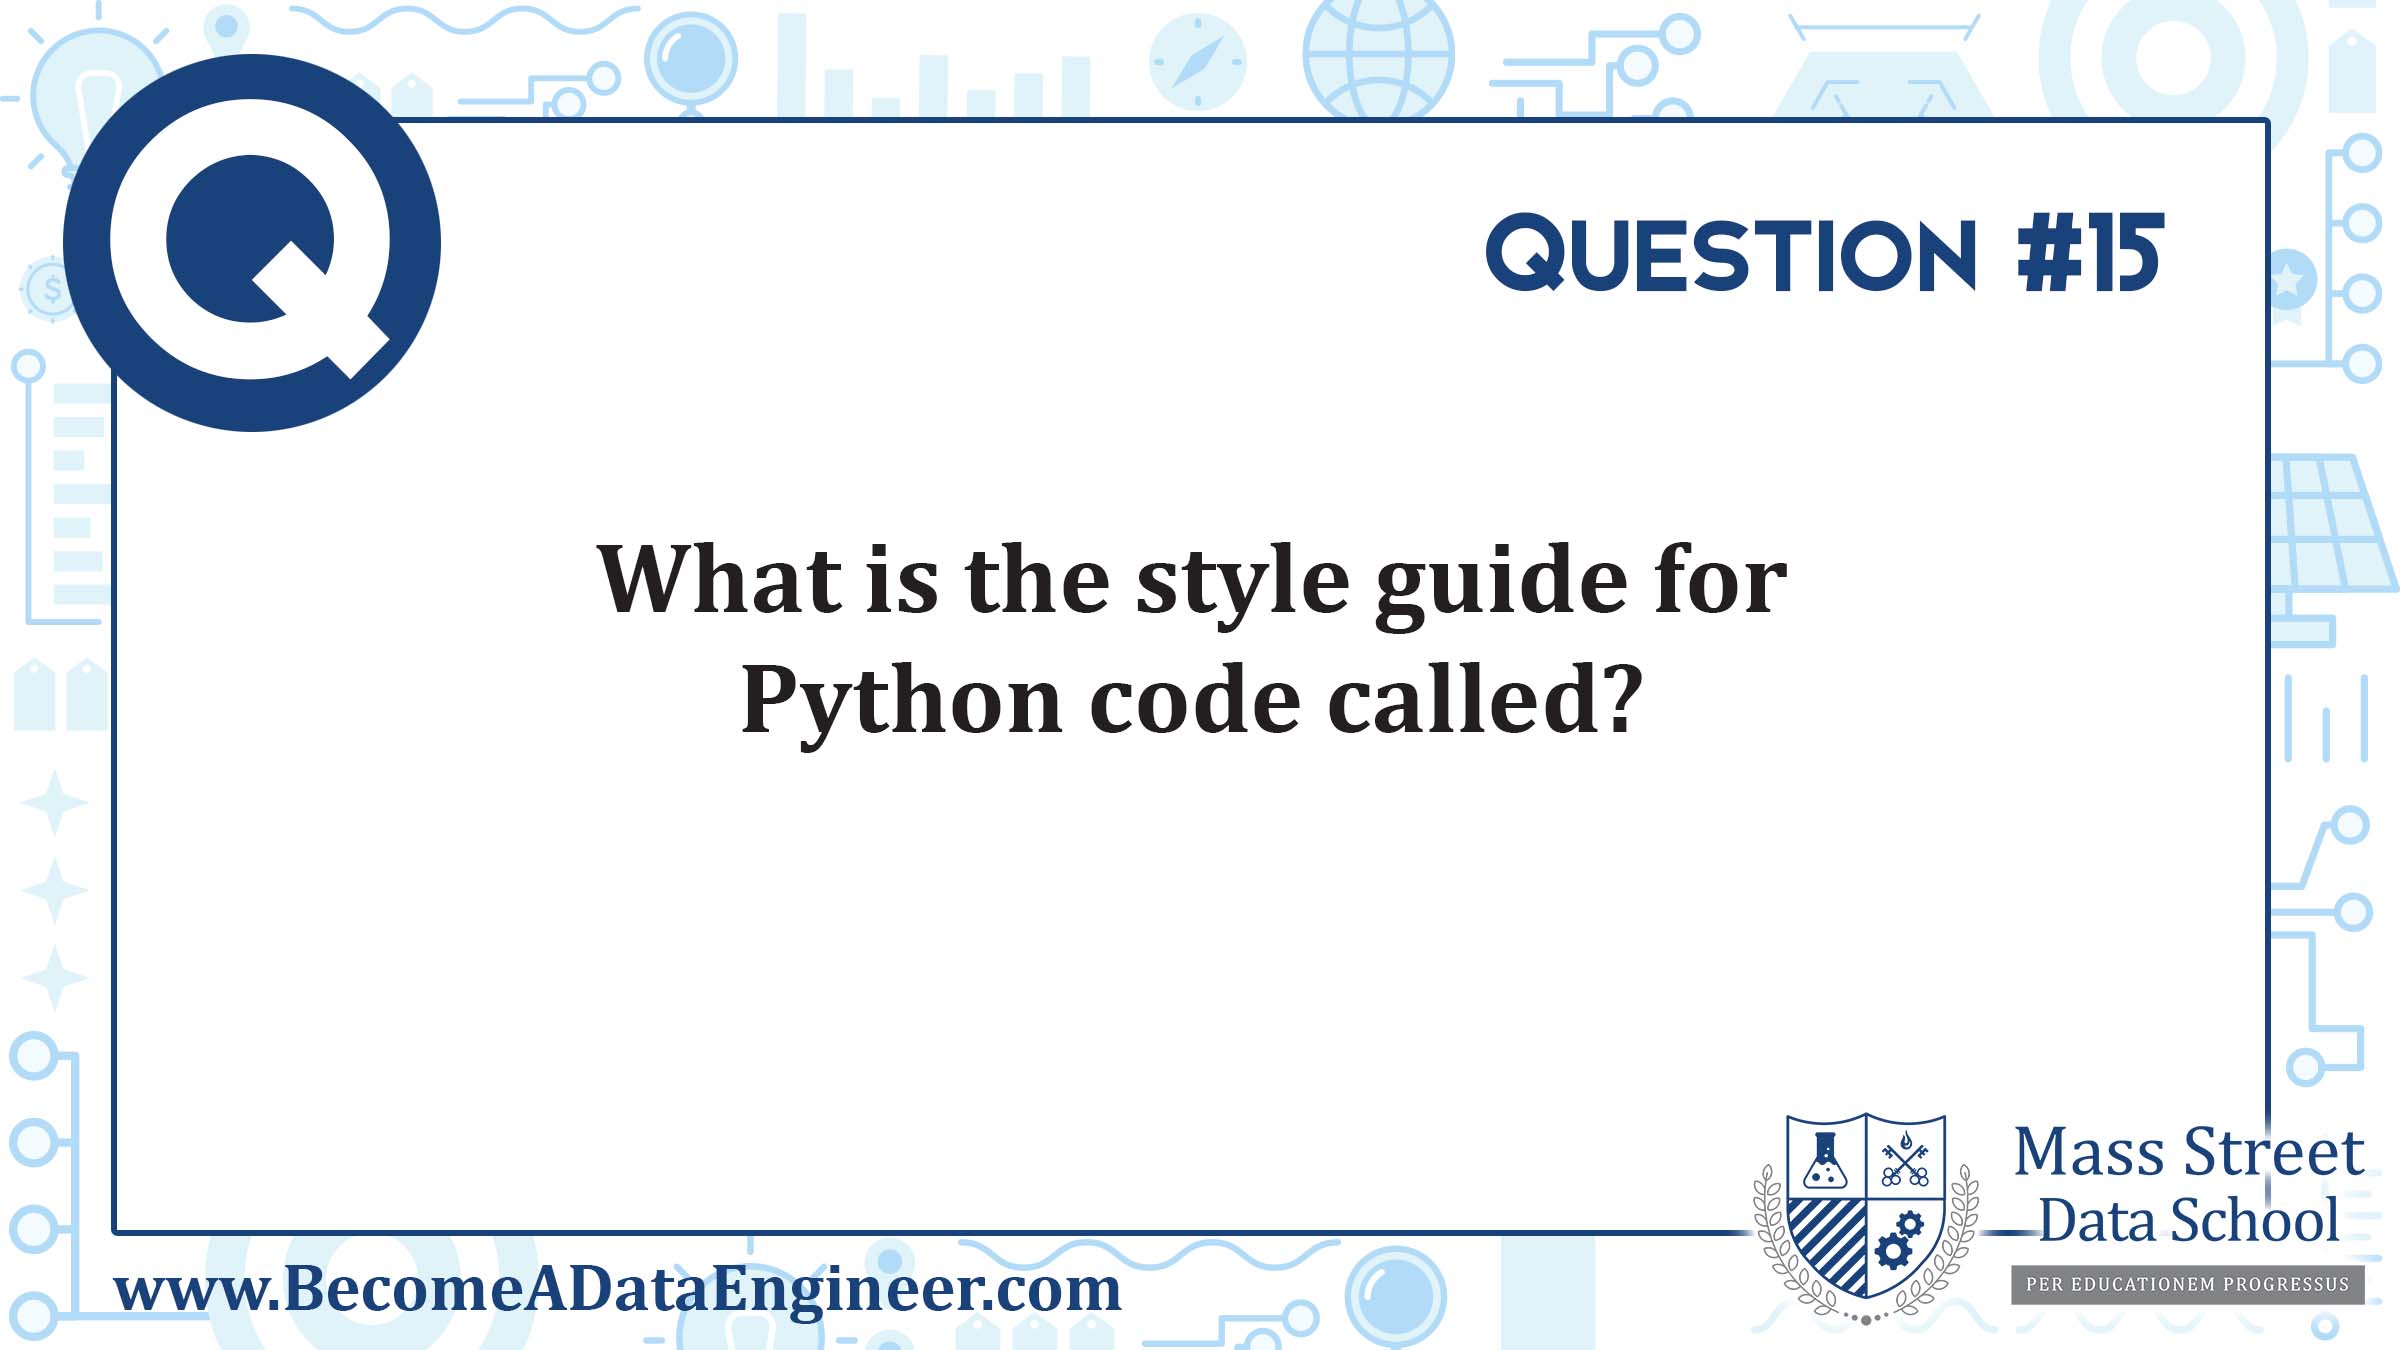 QUESTION #15
What is the style guide for
Python code called?
www.BecomeADataEngineer.com
Mass Street
Data School
PER EDUCATIONEM PROGRESSUS